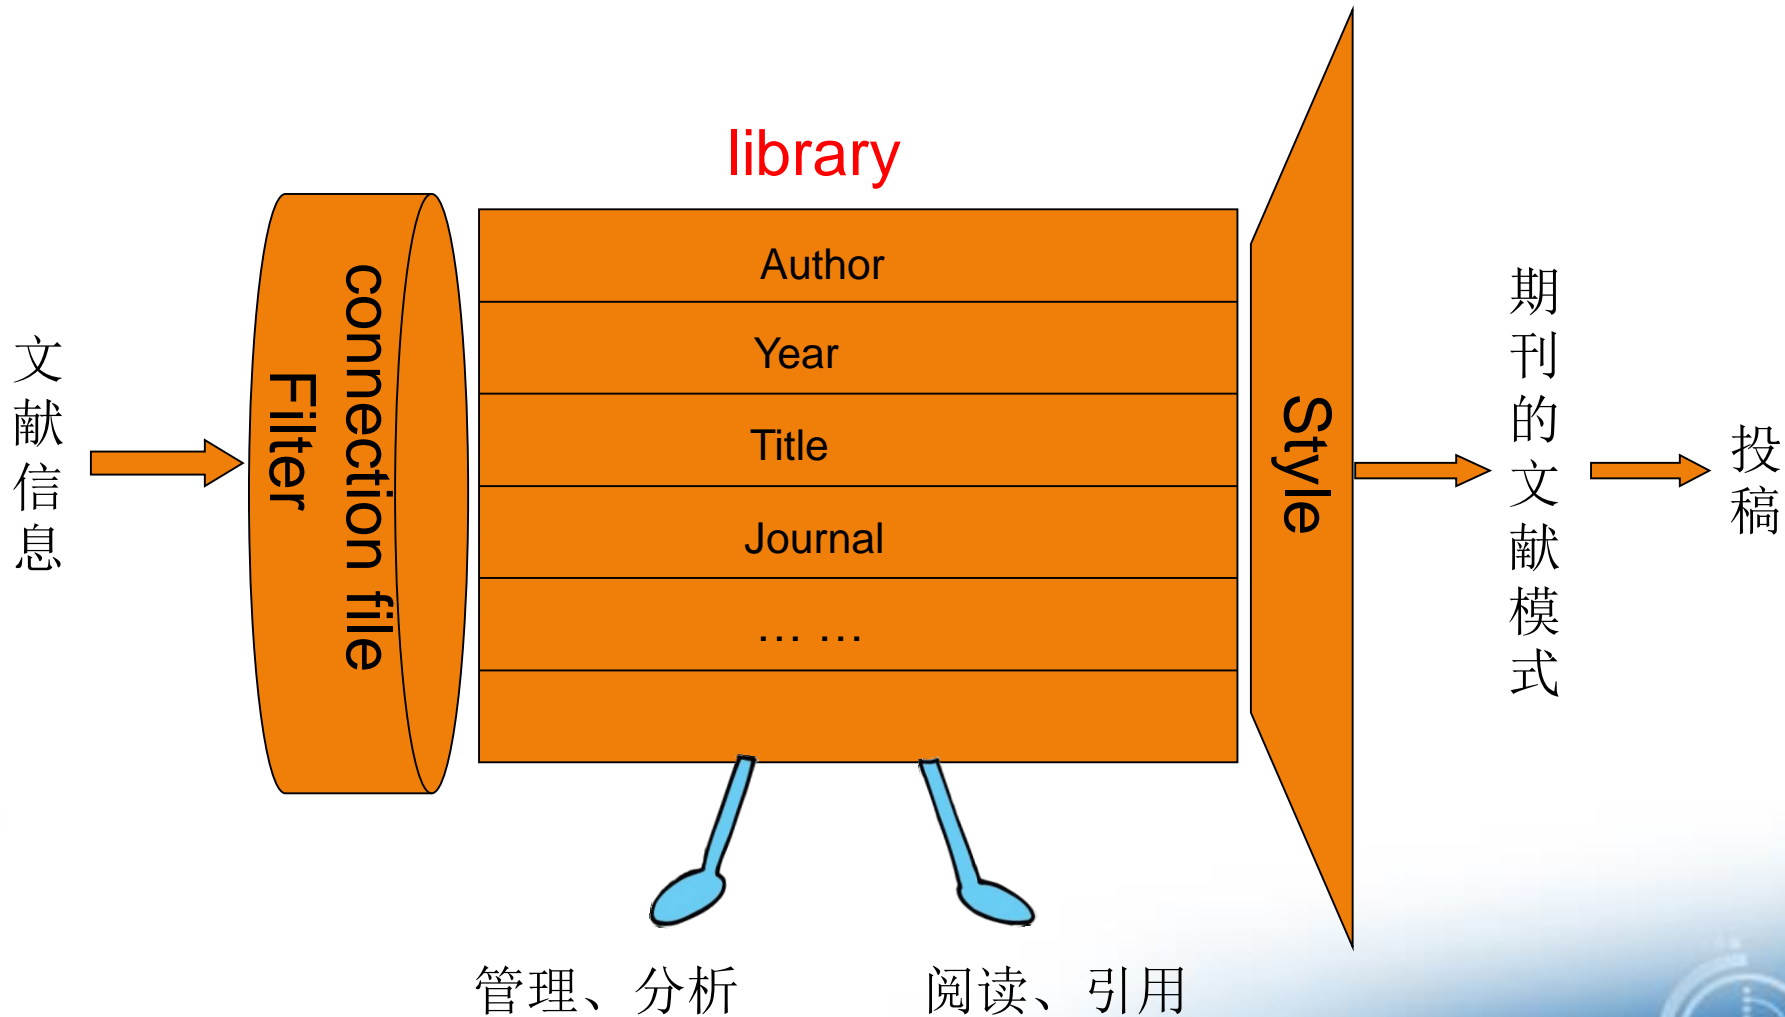 library
文献信息
connection file
Filter
Author
Year
Title
Journal
… …
Style
期刊的文献模式
投稿
管理、分析
阅读、引用